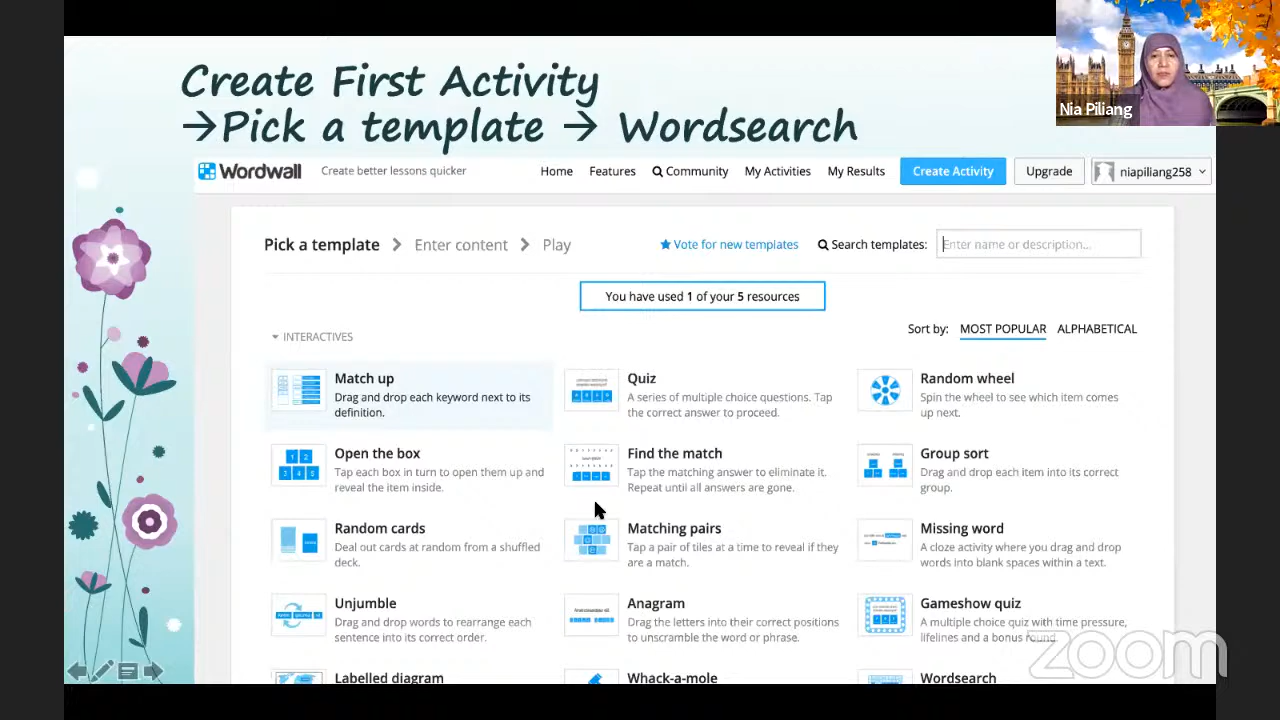 Create First Activity
→Pick a template → Wordsearch
Nia Piliang
Wordwall Create better lessons quicker Home Features Community My Activities My Results Create Activity Upgrade niapiliang258
Pick a template > Enter content > Play Vote for new templates Search templates: Enter name or description...
You have used 1 of your 5 resources
INTERACTIVES Sort by: MOST POPULAR ALPHABETICAL
Match up
Drag and drop each keyword next to its
definition.
Quiz
A series of multiple choice questions. Tap
the correct answer to proceed.
Random wheel
Spin the wheel to see which item comes
up next.
Open the box
Tap each box in turn to open them up and
reveal the item inside.
Find the match
Tap the matching answer to eliminate it.
Repeat until all answers are gone.
Group sort
Drag and drop each item into its correct
group.
Random cards
Deal out cards at random from a shuffled
deck.
Matching pairs
Tap a pair of tiles at a time to reveal if they
are a match.
Missing word
A cloze activity where you drag and drop
words into blank spaces within a text.
Unjumble
Drag and drop words to rearrange each
sentence into its correct order.
Anagram
Drag the letters into their correct positions
to unscramble the word or phrase.
Gameshow quiz
A multiple choice quiz with time pressure,
lifelines and a bonus round.
Labelled diagram
Whack-a-mole
Wordsearch
zoom